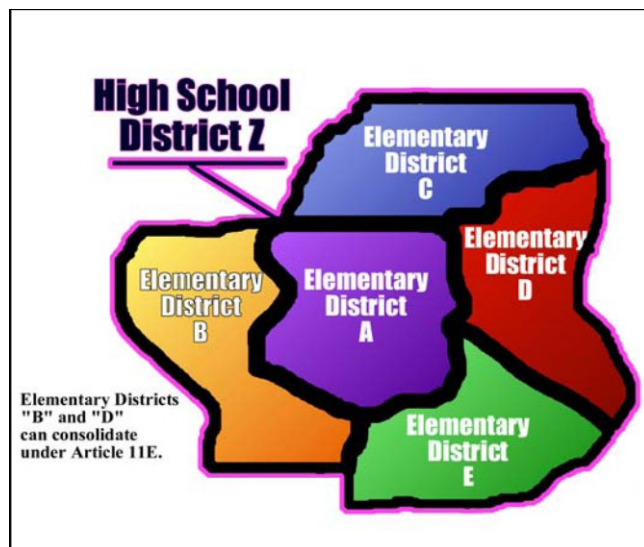 High School
District Z
Elementary
District
C
Elementary
District
D
Elementary
District
B
Elementary
District
A
Elementary Districts
"B" and "D"
can consolidate
under Article 11E.
Elementary
District
E